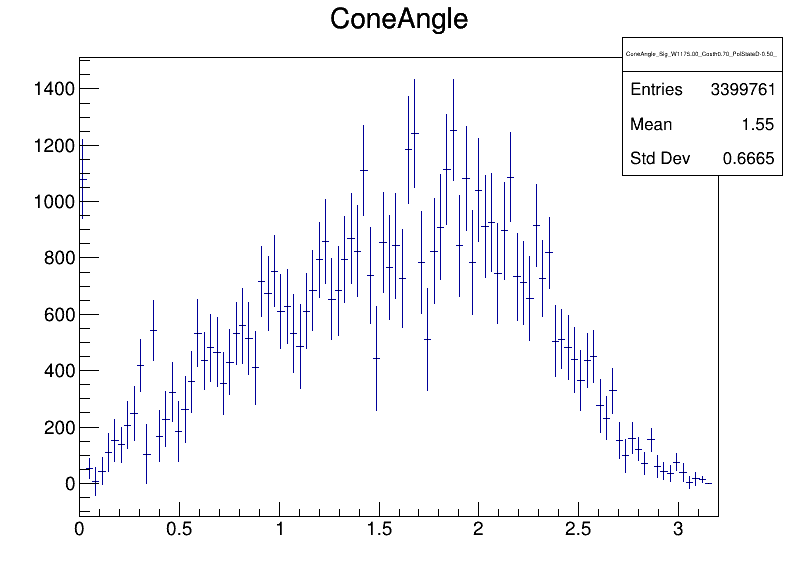 ConeAngle
ConeAngle_Sig_W1175.00_Costh0.70_PolStateD-0.50_
Entries 3399761
Mean 1.55
Std Dev 0.6665
1400
1200
1000
800
600
400
200
0
0 0.5 1 1.5 2 2.5 3